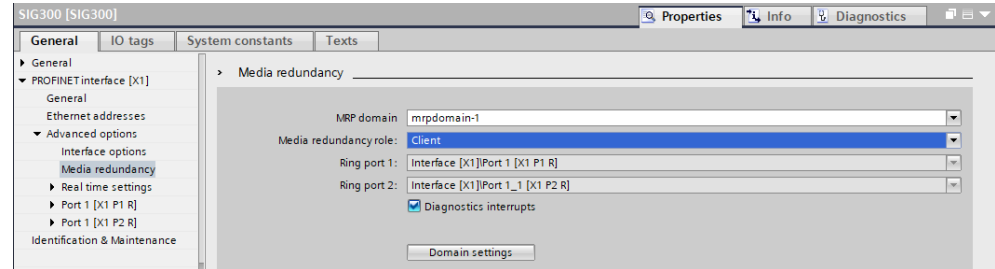 SIG300 [SIG300]
Properties
Info
Diagnostics
General
IO tags
System constants
Texts
General
PROFINET interface [X1]
General
Ethernet addresses
Advanced options
Interface options
Media redundancy
Real time settings
Port 1 [X1 P1 R]
Port 1 [X1 P2 R]
Identification & Maintenance
Media redundancy
MRP domain mrpdomain-1
Media redundancy role: Client
Ring port 1: Interface [X1]\Port 1 [X1 P1 R]
Ring port 2: Interface [X1]\Port 1_1 [X1 P2 R]
Diagnostics interrupts
Domain settings